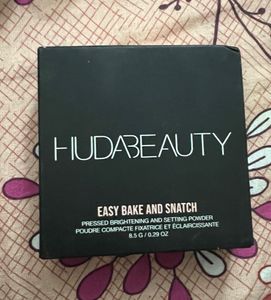 HUDABEAUTY
EASY BAKE AND SNATCH
PRESSED BRIGHTENING AND SETTING POWDER
POUDRE COMPACTE FIXATRICE ET ÉCLAIRCISSANTE
8.5 G / 0.29 OZ